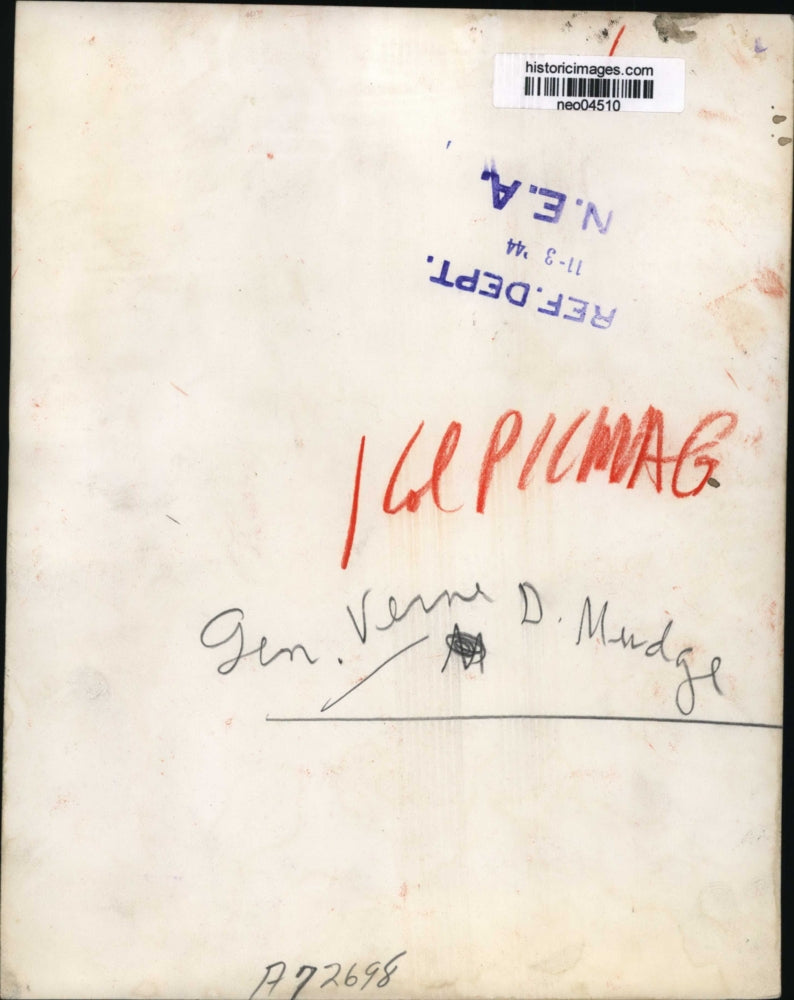 historicimages.com
neo04510
N.E.A.
11-3 '44
REF. DEPT.
1 Col PICMAG
Gen. Verne D. Mudge
A72698